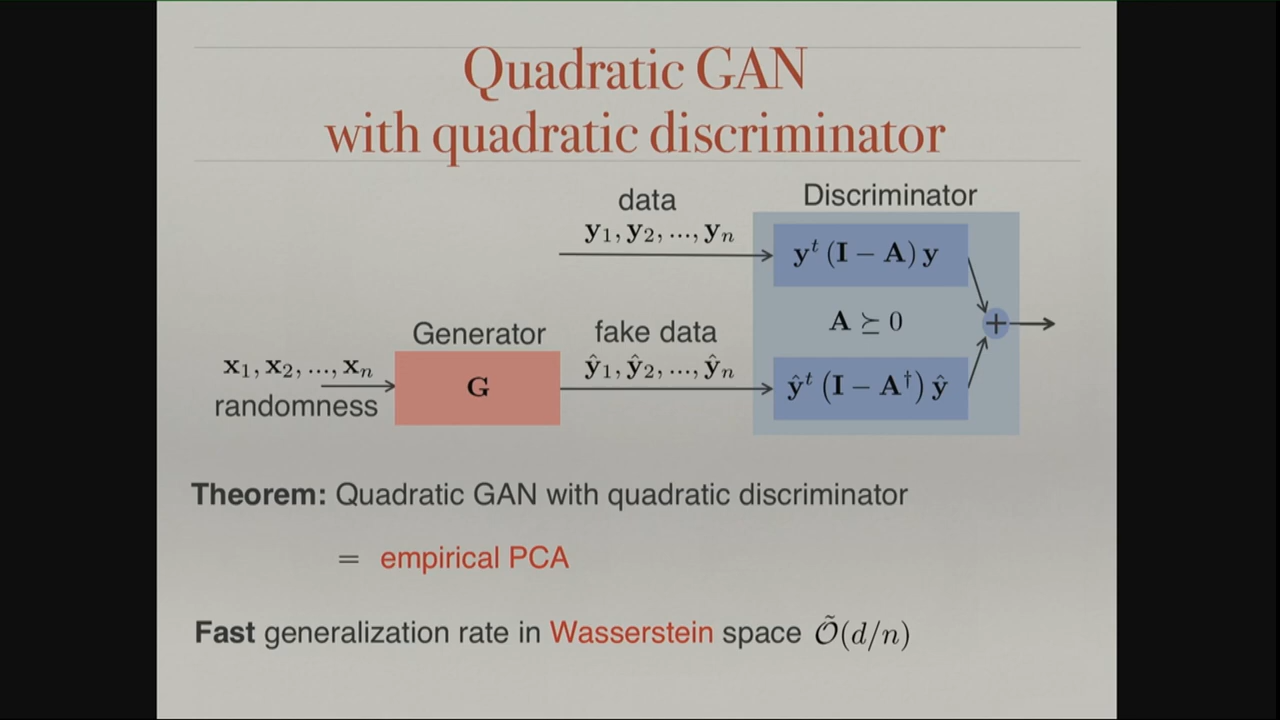 Quadratic GAN
with quadratic discriminator
data
y₁, y₂, ..., yₙ
Discriminator
yᵗ (I − A) y
A ⪰ 0
+
Generator
fake data
x₁, x₂, ..., xₙ
G
ŷ₁, ŷ₂, ..., ŷₙ
ŷᵗ (I − A†) ŷ
randomness
Theorem: Quadratic GAN with quadratic discriminator
= empirical PCA
Fast generalization rate in Wasserstein space Õ(d/n)